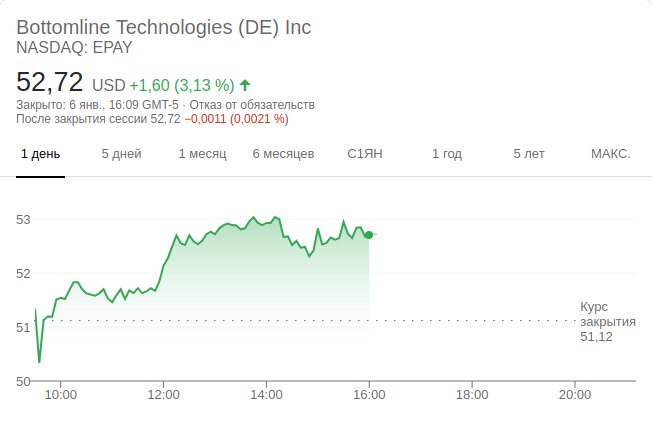 Bottomline Technologies (DE) Inc
NASDAQ: EPAY
52,72 USD +1,60 (3,13 %)
Закрыто: 6 янв., 16:09 GMT-5 · Отказ от обязательств
После закрытия сессии 52,72 −0,0011 (0,0021 %)
1 день 5 дней 1 месяц 6 месяцев С1ЯН 1 год 5 лет МАКС.
53
52
51
50
Курс
закрытия
51,12
10:00 12:00 14:00 16:00 18:00 20:00